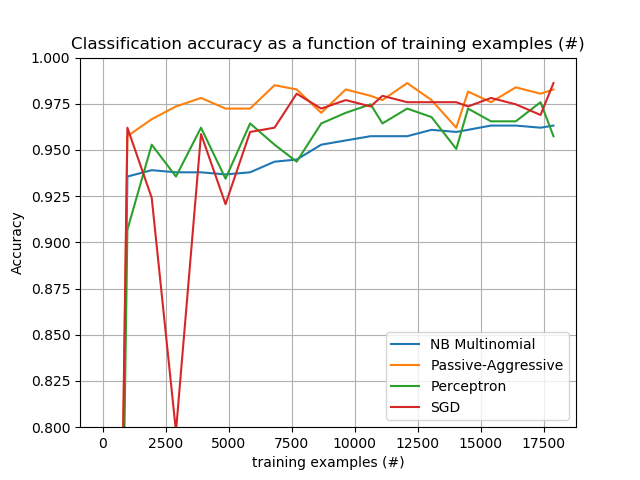 Classification accuracy as a function of training examples (#)
1.000
0.975
0.950
0.925
0.900
0.875
0.850
0.825
0.800
Accuracy
NB Multinomial
Passive-Aggressive
Perceptron
SGD
0 2500 5000 7500 10000 12500 15000 17500
training examples (#)